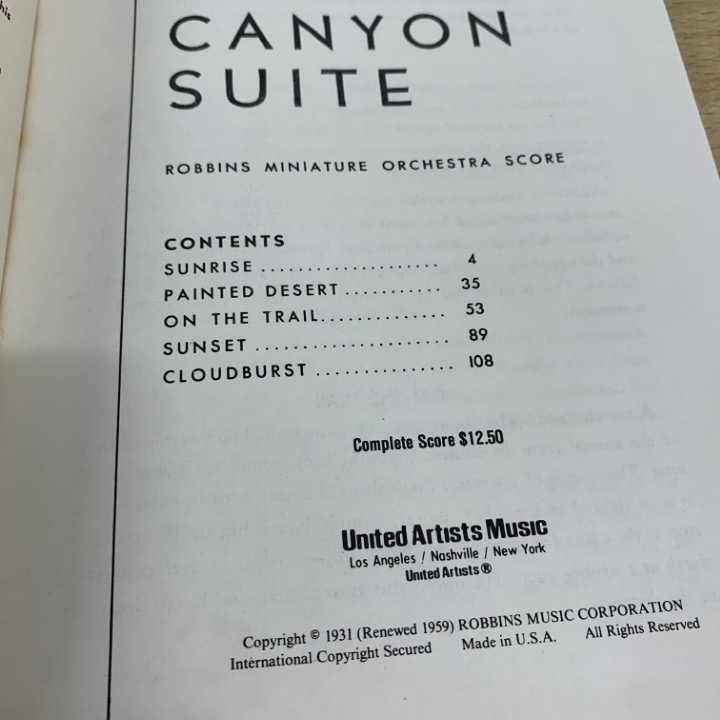 his
CANYON
SUITE
ROBBINS MINIATURE ORCHESTRA SCORE
CONTENTS
SUNRISE .................... 4
PAINTED DESERT ........... 35
ON THE TRAIL.............. 53
SUNSET ..................... 89
CLOUDBURST ............... 108
Complete Score $12.50
United Artists Music
Los Angeles / Nashville / New York
United Artists®
Copyright © 1931 (Renewed 1959) ROBBINS MUSIC CORPORATION
International Copyright Secured Made in U.S.A. All Rights Reserved